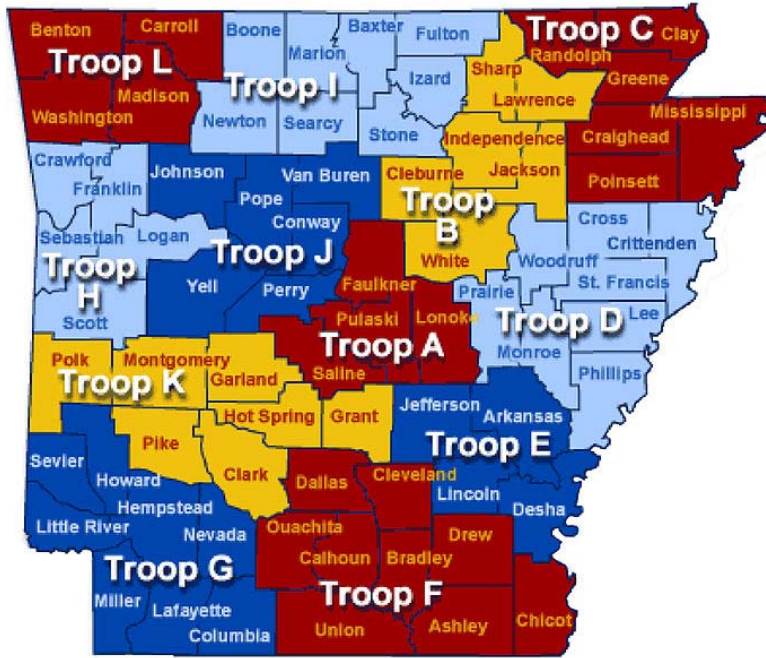 Benton
Carroll
Troop L
Washington
Madison
Boone
Marion
Baxter
Fulton
Troop I
Izard
Newton
Searcy
Stone
Troop C
Clay
Randolph
Greene
Mississippi
Craighead
Poinsett
Sharp
Lawrence
Independence
Jackson
Cleburne
Troop
B
White
Crawford
Franklin
Sebastian
Logan
Troop
H
Scott
Johnson
Van Buren
Pope
Conway
Troop J
Yell
Perry
Faulkner
Pulaski
Lonoke
Troop A
Saline
Cross
Crittenden
Woodruff
St. Francis
Prairie
Lee
Troop D
Monroe
Phillips
Polk
Montgomery
Troop K
Garland
Hot Spring
Grant
Pike
Clark
Jefferson
Arkansas
Troop E
Lincoln
Desha
Sevier
Howard
Hempstead
Little River
Nevada
Troop G
Miller
Lafayette
Columbia
Dallas
Cleveland
Ouachita
Calhoun
Bradley
Drew
Troop F
Union
Ashley
Chicot